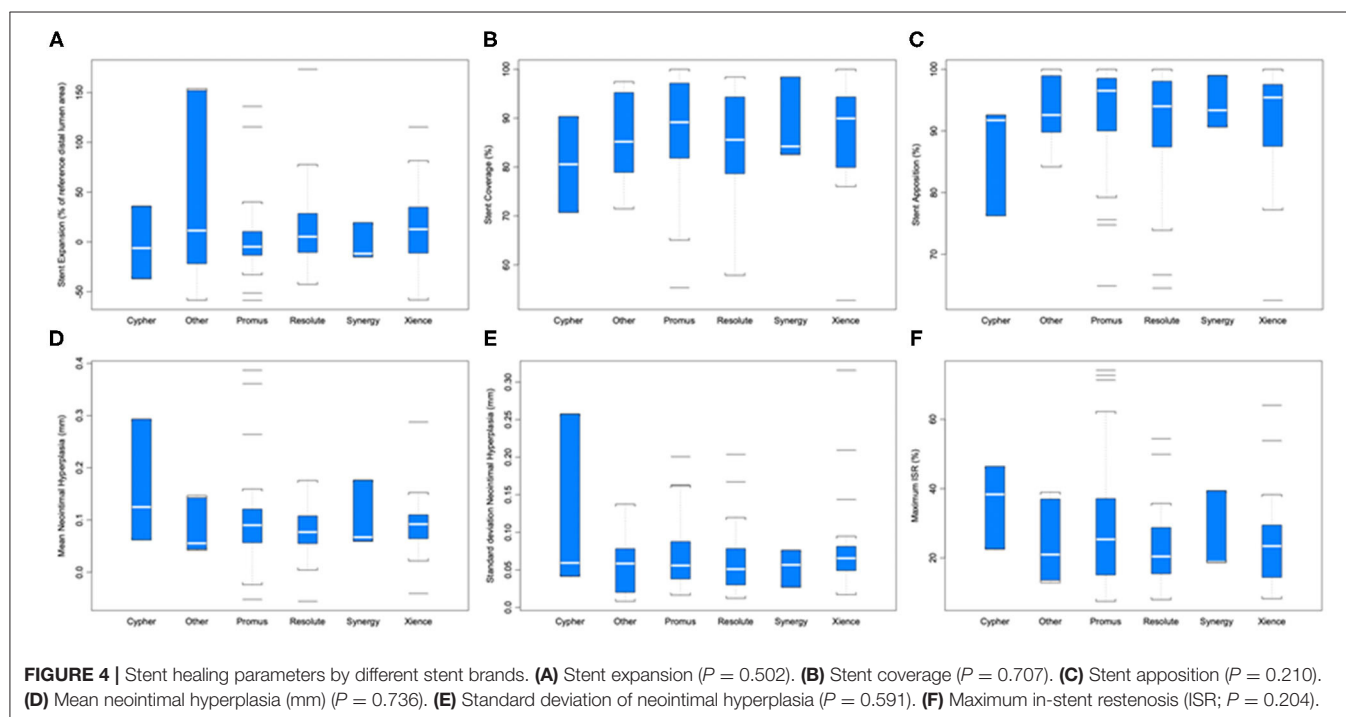 A
B
C
Stent Expansion (% of reference distal lumen area)
150
100
50
0
-50
Cypher Other Promus Resolute Synergy Xience
Stent Coverage (%)
100
90
80
70
60
Cypher Other Promus Resolute Synergy Xience
Stent Apposition (%)
100
90
80
70
Cypher Other Promus Resolute Synergy Xience
D
E
F
Mean Neointimal Hyperplasia (mm)
0.4
0.3
0.2
0.1
0.0
Cypher Other Promus Resolute Synergy Xience
Standard deviation Neointimal Hyperplasia (mm)
0.30
0.25
0.20
0.15
0.10
0.05
0.0
Cypher Other Promus Resolute Synergy Xience
Maximum ISR (%)
60
40
20
Cypher Other Promus Resolute Synergy Xience
FIGURE 4 | Stent healing parameters by different stent brands. (A) Stent expansion (P = 0.502). (B) Stent coverage (P = 0.707). (C) Stent apposition (P = 0.210).
(D) Mean neointimal hyperplasia (mm) (P = 0.736). (E) Standard deviation of neointimal hyperplasia (P = 0.591). (F) Maximum in-stent restenosis (ISR; P = 0.204).